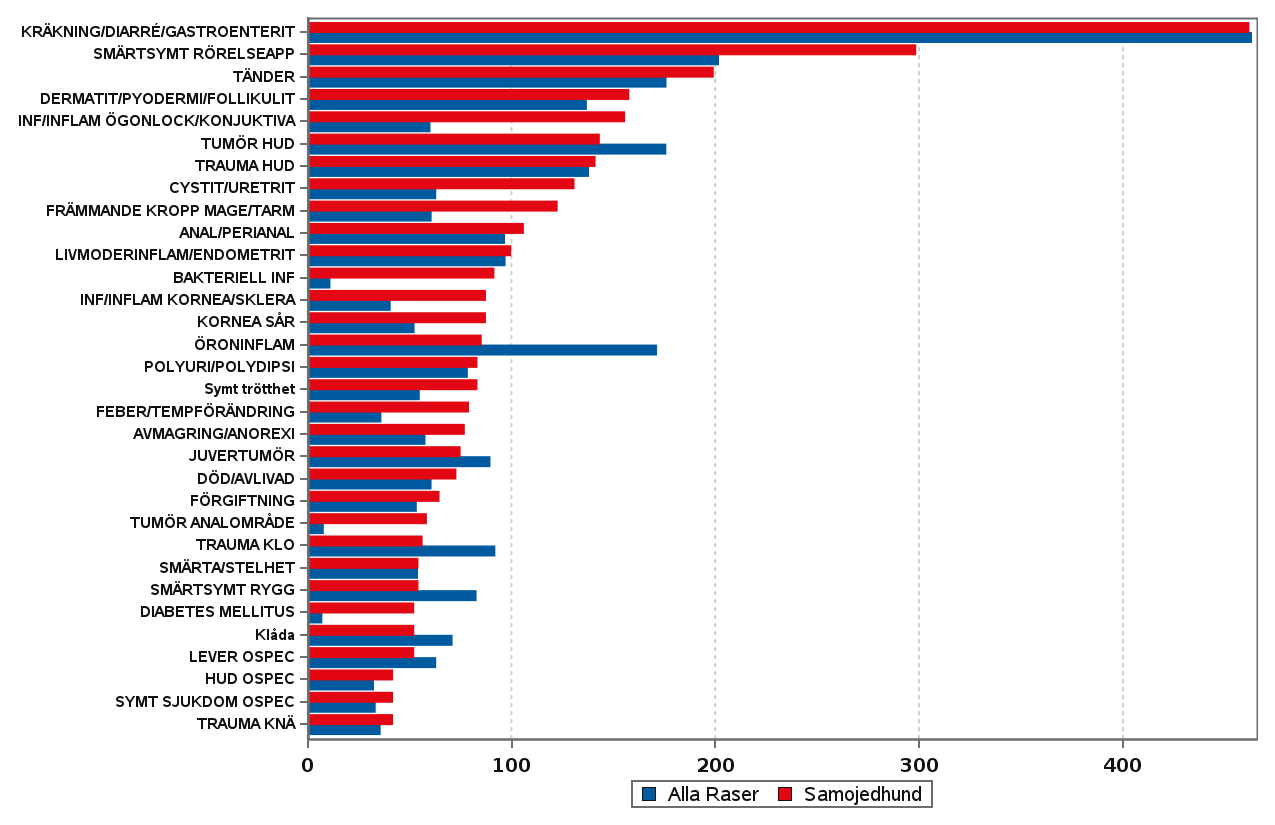 KRÄKNING/DIARRÉ/GASTROENTERIT
SMÄRTSYMT RÖRELSEAPP
TÄNDER
DERMATIT/PYODERMI/FOLLIKULIT
INF/INFLAM ÖGONLOCK/KONJUKTIVA
TUMÖR HUD
TRAUMA HUD
CYSTIT/URETRIT
FRÄMMANDE KROPP MAGE/TARM
ANAL/PERIANAL
LIVMODERINFLAM/ENDOMETRIT
BAKTERIELL INF
INF/INFLAM KORNEA/SKLERA
KORNEA SÅR
ÖRONINFLAM
POLYURI/POLYDIPSI
Symt trötthet
FEBER/TEMPFÖRÄNDRING
AVMAGRING/ANOREXI
JUVERTUMÖR
DÖD/AVLIVAD
FÖRGIFTNING
TUMÖR ANALOMRÅDE
TRAUMA KLO
SMÄRTA/STELHET
SMÄRTSYMT RYGG
DIABETES MELLITUS
Klåda
LEVER OSPEC
HUD OSPEC
SYMT SJUKDOM OSPEC
TRAUMA KNÄ
0 100 200 300 400
Alla Raser Samojedhund